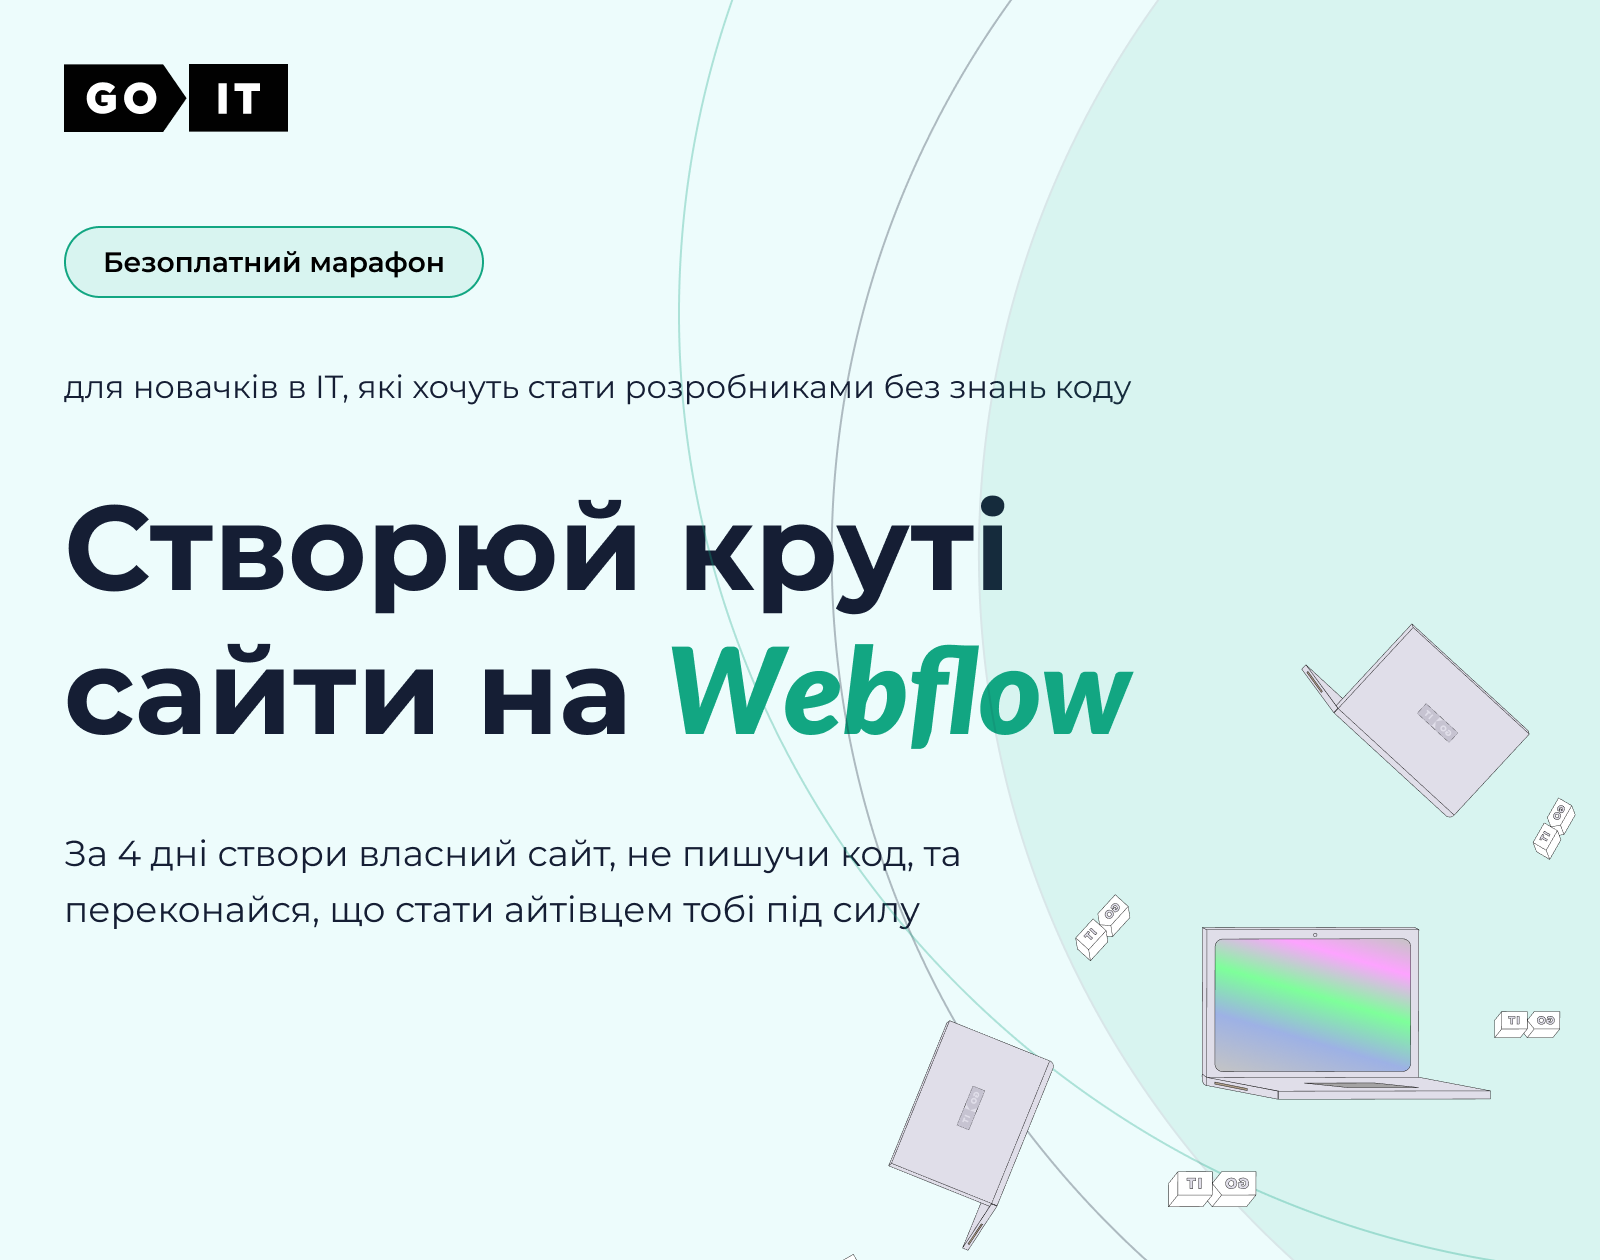 GO IT
Безоплатний марафон
для новачків в ІТ, які хочуть стати розробниками без знань коду
Створюй круті
сайти на Webflow
За 4 дні створи власний сайт, не пишучи код, та
переконайся, що стати айтівцем тобі під силу